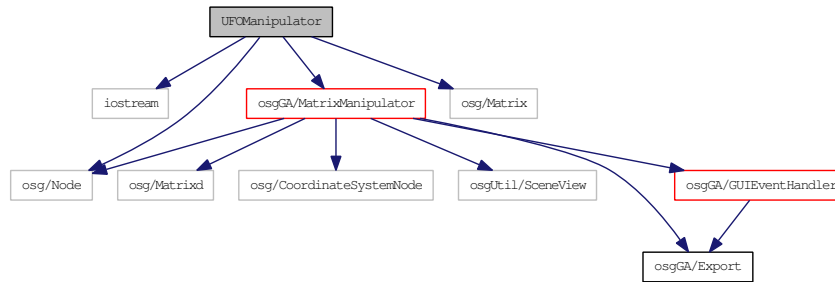 UFOManipulator
iostream
osgGA/MatrixManipulator
osg/Matrix
osg/Node
osg/Matrixd
osg/CoordinateSystemNode
osgUtil/SceneView
osgGA/GUIEventHandler
osgGA/Export